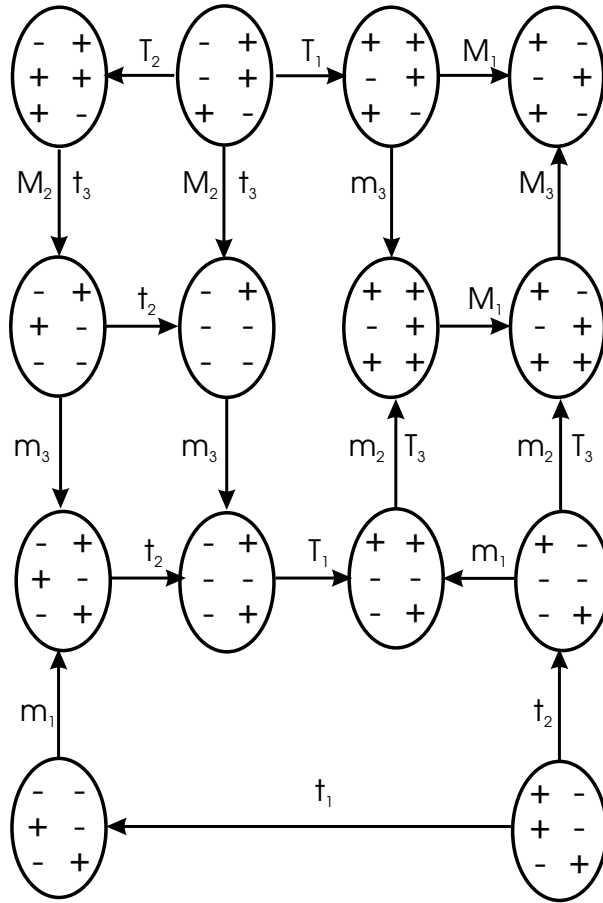 - + - + + + + -
T₂ T₁ M₁
+ + - + - + - +
+ - + - + - + -
M₂ t₃ M₂ t₃ m₃ M₃
- + - + + + + -
t₂ M₁
+ - - - - + - +
- - - - + + + +
m₃ m₃ m₂ T₃ m₂ T₃
- + - + + + + -
t₂ T₁ m₁
+ - - - - - - -
- + - + - + - +
m₁ t₂
- - + -
t₁
+ - + -
- + - +